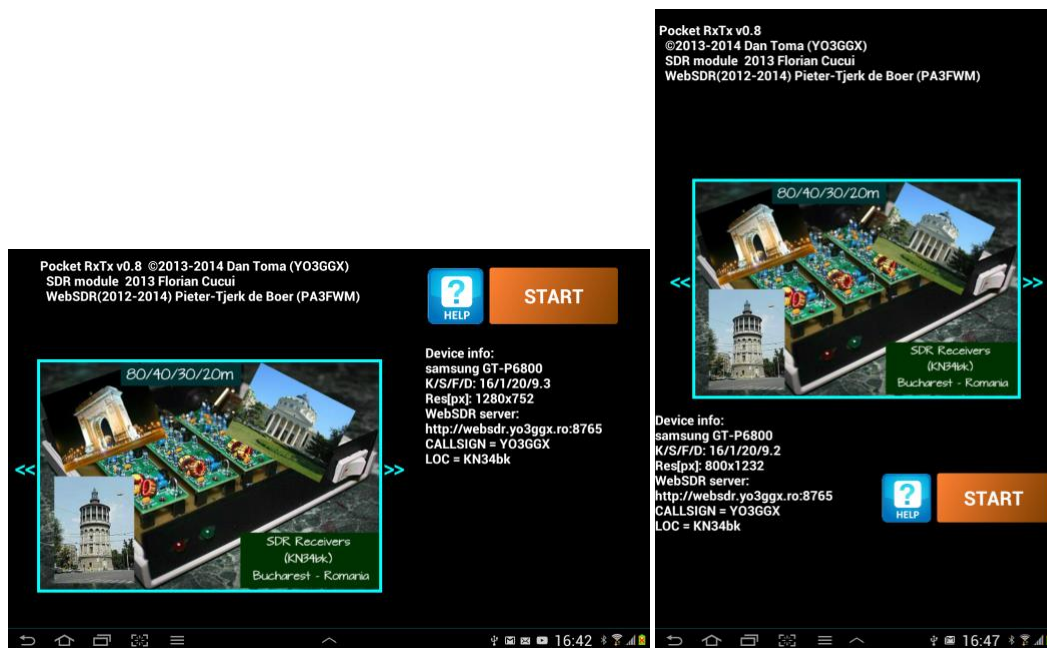 Pocket RxTx v0.8 ©2013-2014 Dan Toma (YO3GGX)
SDR module 2013 Florian Cucui
WebSDR(2012-2014) Pieter-Tjerk de Boer (PA3FWM)
?
HELP
START
80/40/30/20m
<<
>>
SDR Receivers
(KN34bk)
Bucharest - Romania
Device info:
samsung GT-P6800
K/S/F/D: 16/1/20/9.3
Res[px]: 1280x752
WebSDR server:
http://websdr.yo3ggx.ro:8765
CALLSIGN = YO3GGX
LOC = KN34bk
16:42
Pocket RxTx v0.8
©2013-2014 Dan Toma (YO3GGX)
SDR module 2013 Florian Cucui
WebSDR(2012-2014) Pieter-Tjerk de Boer (PA3FWM)
80/40/30/20m
<<
>>
SDR Receivers
(KN34bk)
Bucharest - Romania
Device info:
samsung GT-P6800
K/S/F/D: 16/1/20/9.2
Res[px]: 800x1232
WebSDR server:
http://websdr.yo3ggx.ro:8765
CALLSIGN = YO3GGX
LOC = KN34bk
?
HELP
START
16:47